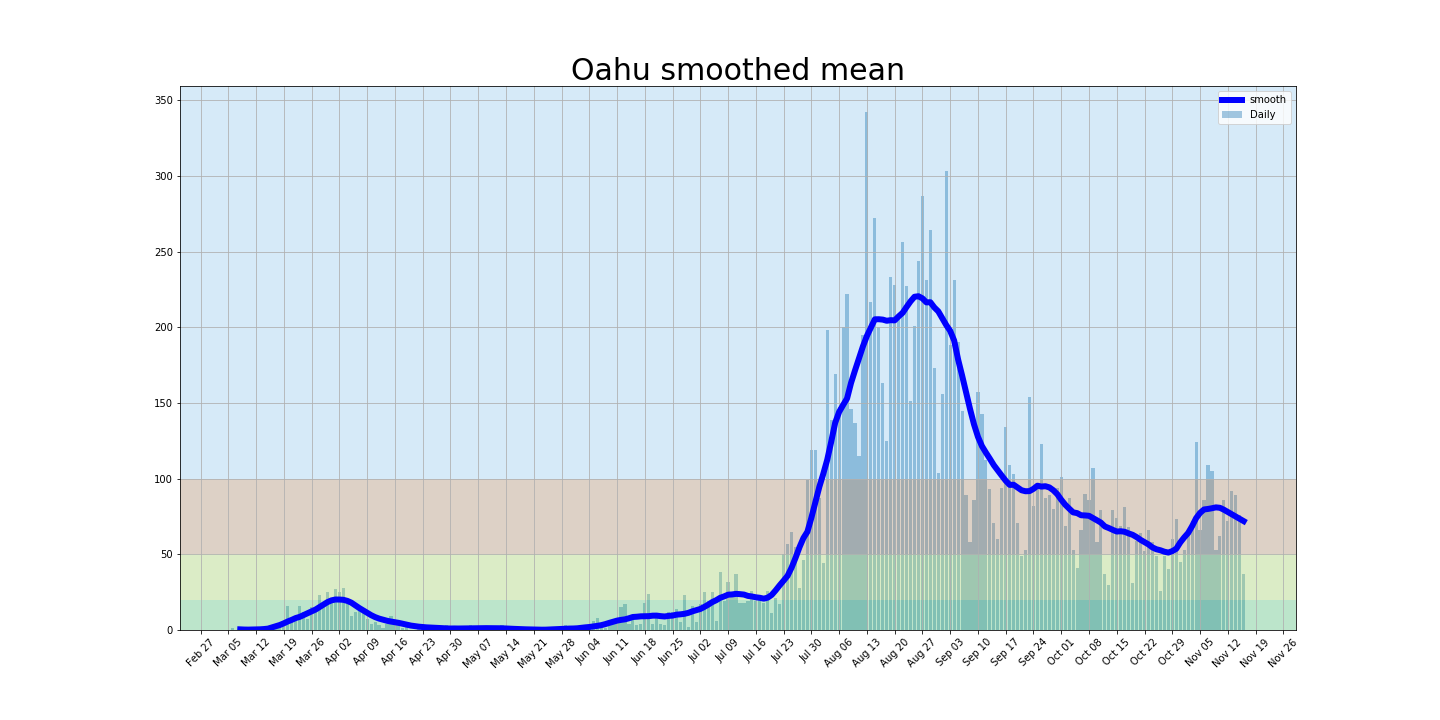 Oahu smoothed mean
smooth
Daily
350
300
250
200
150
100
50
0
Feb 27
Mar 05
Mar 12
Mar 19
Mar 26
Apr 02
Apr 09
Apr 16
Apr 23
Apr 30
May 07
May 14
May 21
May 28
Jun 04
Jun 11
Jun 18
Jun 25
Jul 02
Jul 09
Jul 16
Jul 23
Jul 30
Aug 06
Aug 13
Aug 20
Aug 27
Sep 03
Sep 10
Sep 17
Sep 24
Oct 01
Oct 08
Oct 15
Oct 22
Oct 29
Nov 05
Nov 12
Nov 19
Nov 26